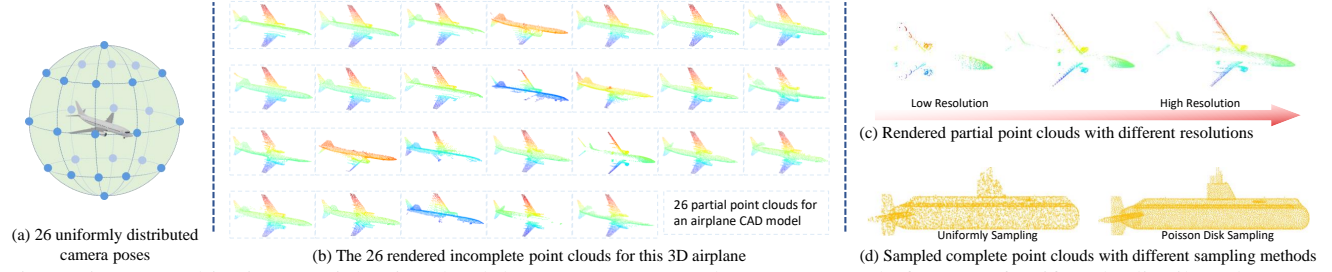 (a) 26 uniformly distributed
camera poses
26 partial point clouds for
an airplane CAD model
(b) The 26 rendered incomplete point clouds for this 3D airplane
Low Resolution
High Resolution
(c) Rendered partial point clouds with different resolutions
Uniformly Sampling
Poisson Disk Sampling
(d) Sampled complete point clouds with different sampling methods